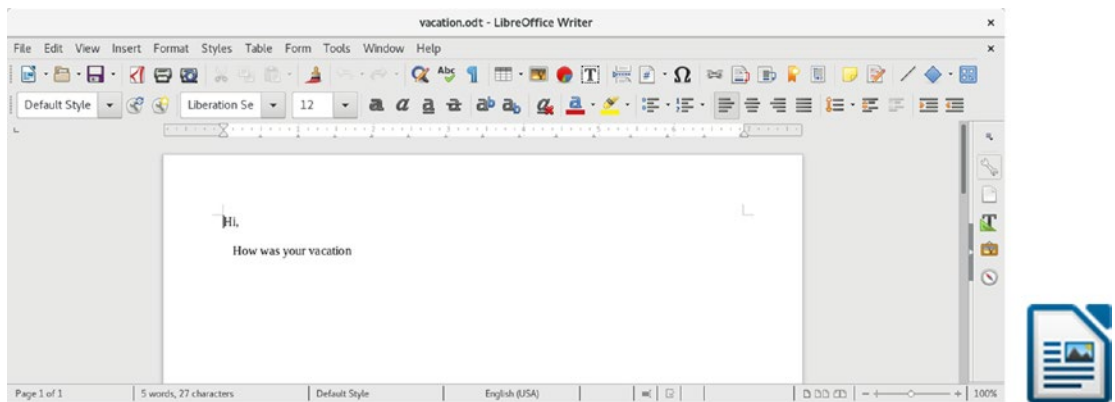 vacation.odt - LibreOffice Writer
File Edit View Insert Format Styles Table Form Tools Window Help
Abc
Default Style Liberation Se 12
Hi,
How was your vacation
Page 1 of 1 5 words, 27 characters Default Style English (USA) 100%